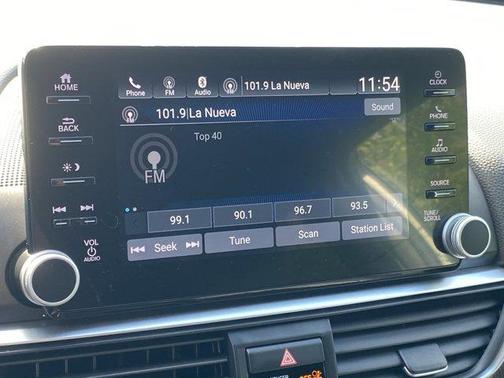 HOME
BACK
VOL
AUDIO
Phone
FM
Audio
101.9 La Nueva
11:54
101.9|La Nueva
Sound
Top 40
FM
99.1
90.1
96.7
93.5
Seek
Tune
Scan
Station List
CLOCK
PHONE
AUDIO
SOURCE
TUNE/
SCROLL